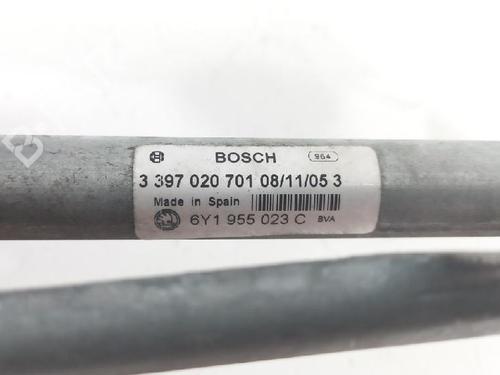 BOSCH 964
3 397 020 701 08/11/05 3
Made in Spain
6Y1 955 023 C BVA